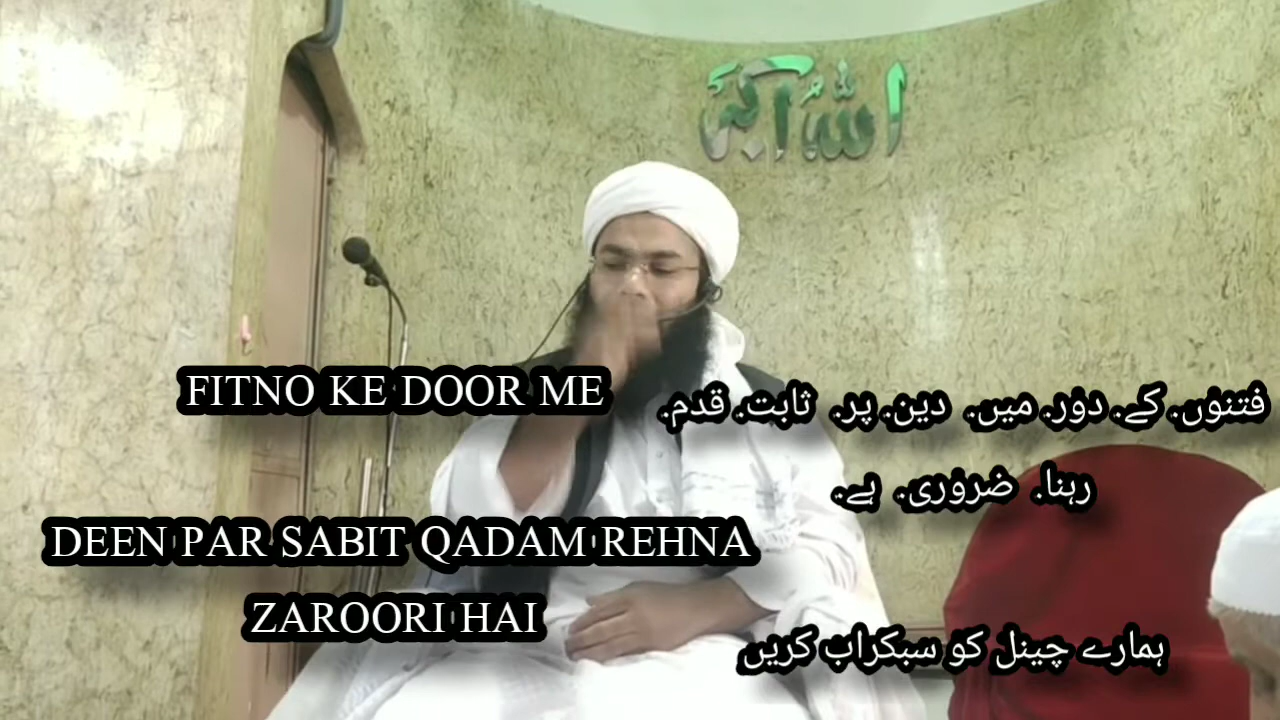 الله اکبر
FITNO KE DOOR ME
فتنوں. کے. دور. میں. دین. پر. ثابت. قدم.
رہنا. ضروری. ہے.
DEEN PAR SABIT QADAM REHNA
ZAROORI HAI
ہمارے چینل کو سبکراب کریں